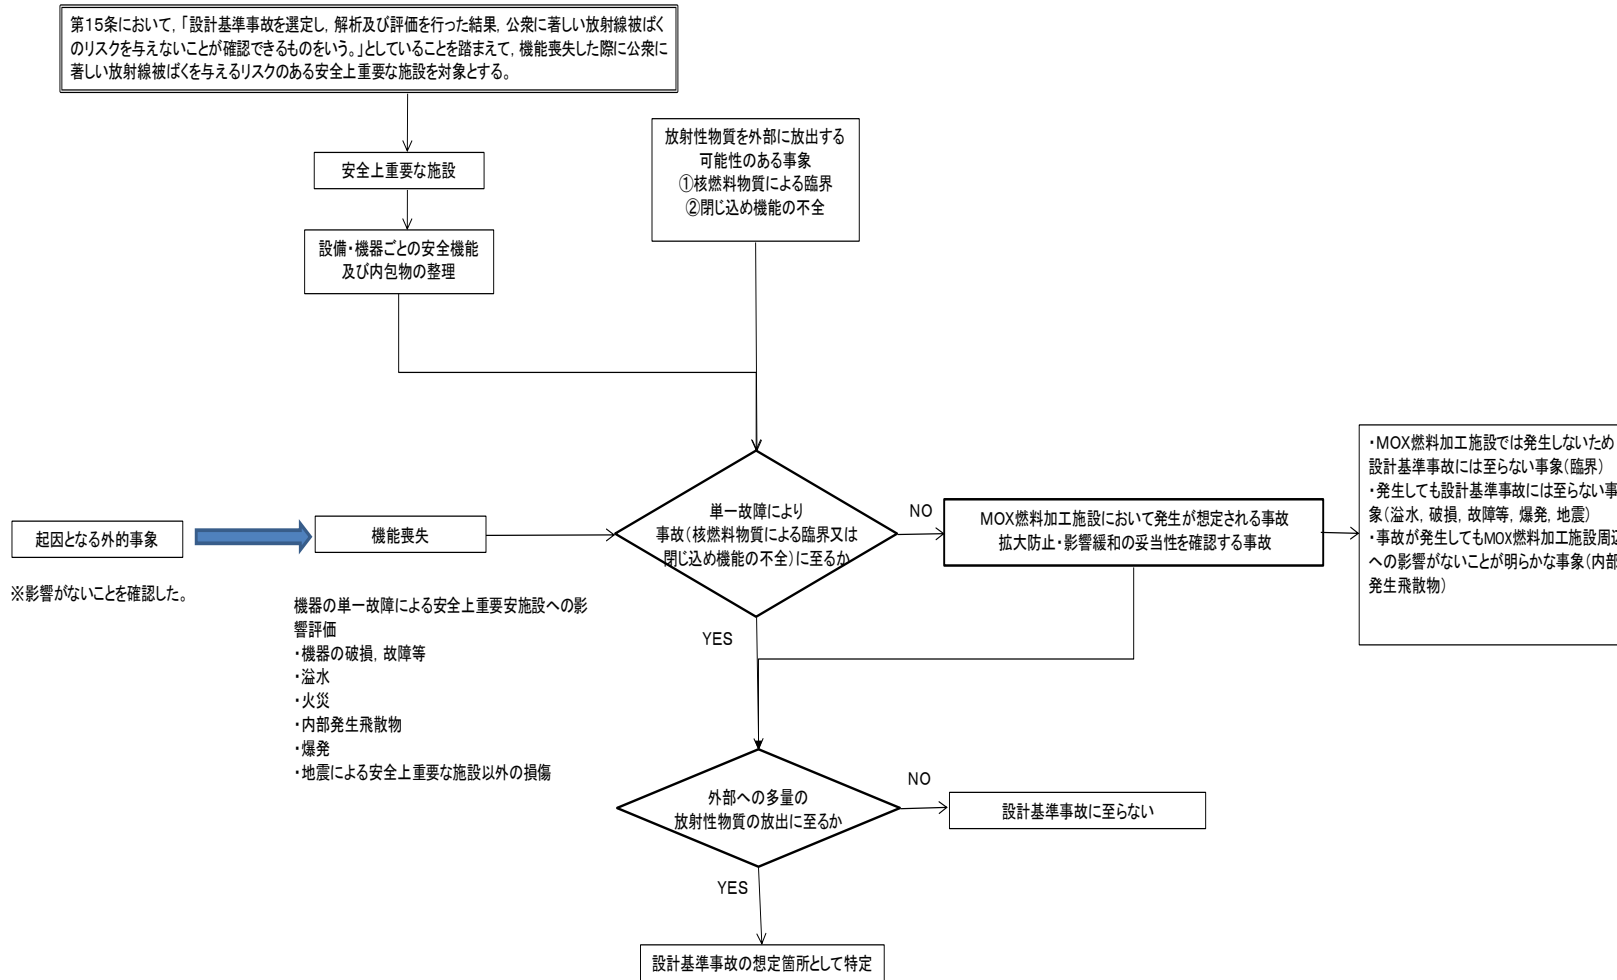 第15条において，「設計基準事故を選定し，解析及び評価を行った結果，公衆に著しい放射線被ばく
のリスクを与えないことが確認できるものをいう。」としていることを踏まえて，機能喪失した際に公衆に
著しい放射線被ばくを与えるリスクのある安全上重要な施設を対象とする。
安全上重要な施設
設備・機器ごとの安全機能
及び内包物の整理
放射性物質を外部に放出する
可能性のある事象
①核燃料物質による臨界
②閉じ込め機能の不全
起因となる外的事象
※影響がないことを確認した。
機能喪失
機器の単一故障による安全上重要安施設への影
響評価
・機器の破損，故障等
・溢水
・火災
・内部発生飛散物
・爆発
・地震による安全上重要な施設以外の損傷
単一故障により
事故（核燃料物質による臨界又は
閉じ込め機能の不全）に至るか
NO
YES
MOX燃料加工施設において発生が想定される事故
拡大防止・影響緩和の妥当性を確認する事故
・MOX燃料加工施設では発生しないため
設計基準事故には至らない事象（臨界）
・発生しても設計基準事故には至らない事
象（溢水，破損，故障等，爆発，地震）
・事故が発生してもMOX燃料加工施設周辺
への影響がないことが明らかな事象（内部
発生飛散物）
外部への多量の
放射性物質の放出に至るか
NO
設計基準事故に至らない
YES
設計基準事故の想定箇所として特定